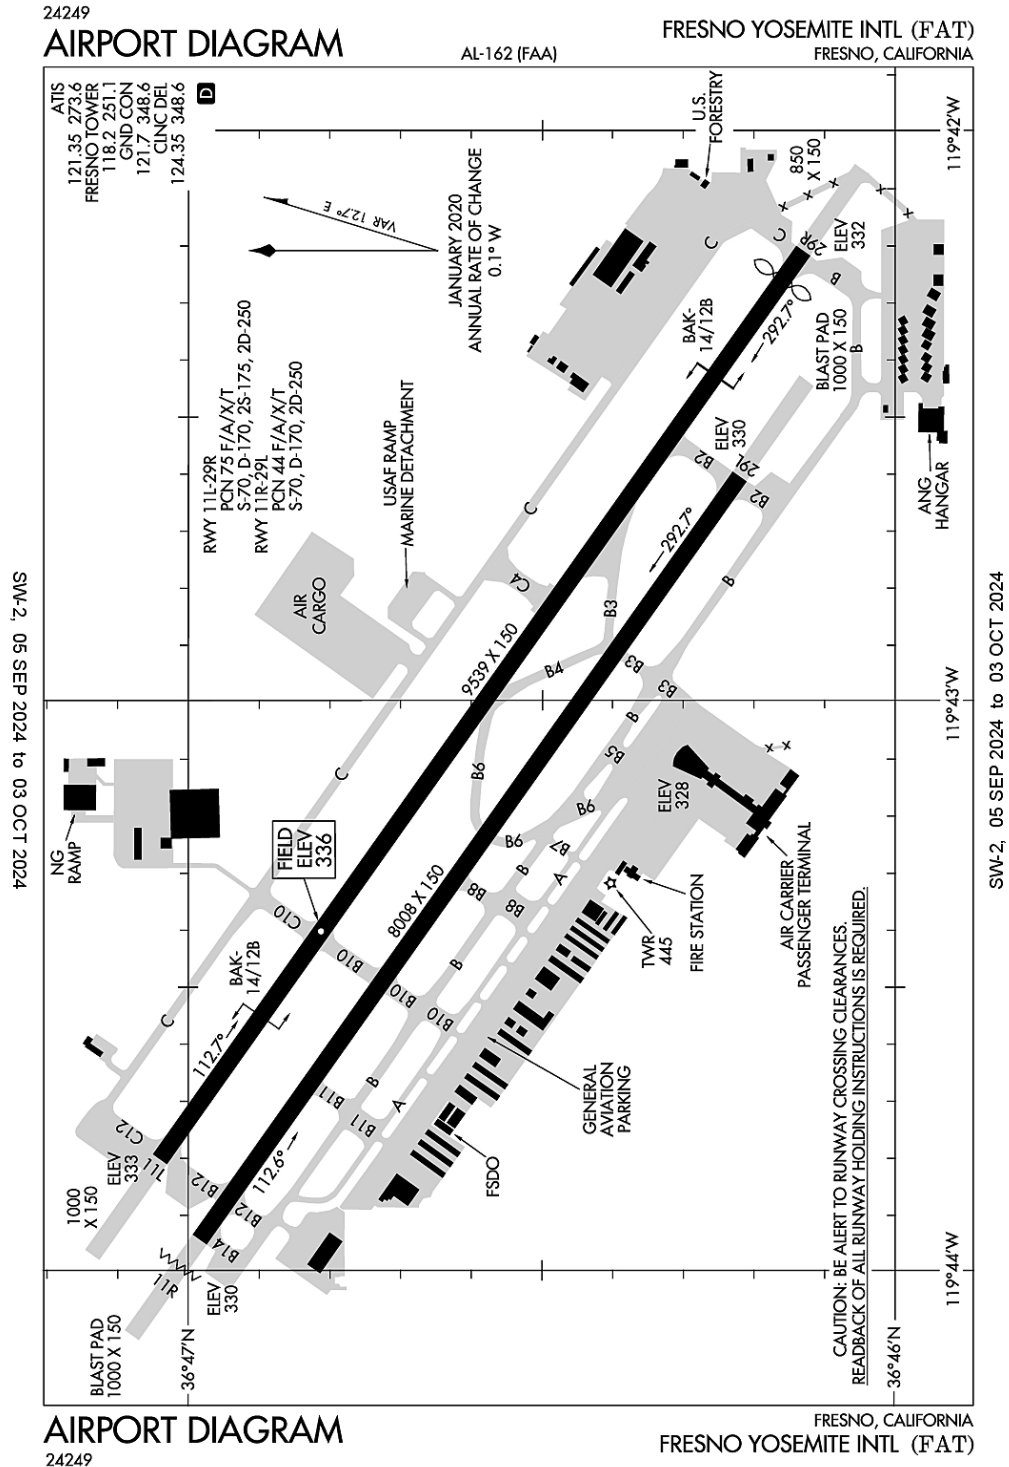 24249
AIRPORT DIAGRAM
AL-162 (FAA)
FRESNO YOSEMITE INTL (FAT)
FRESNO, CALIFORNIA
ATIS
121.35 273.6
FRESNO TOWER
118.2 251.1
GND CON
121.7 348.6
CLNC DEL
124.35 348.6
D
VAR 12.7° E
JANUARY 2020
ANNUAL RATE OF CHANGE
0.1° W
RWY 11L-29R
PCN 75 F/A/X/T
S-70, D-170, 2S-175, 2D-250
RWY 11R-29L
PCN 44 F/A/X/T
S-70, D-170, 2D-250
U.S.
FORESTRY
119°42'W
850
X 150
C
C
29R
ELEV
332
B
BLAST PAD
1000 X 150
B
BAK-
14/12B
292.7°
USAF RAMP
MARINE DETACHMENT
ELEV
330
B2
29L
B2
ANG
HANGAR
C
292.7°
AIR
CARGO
C4
B3
B
9539 X 150
B4
B3
B3
119°43'W
B
B5
C
B6
B6
ELEV
328
NG
RAMP
FIELD
ELEV
336
B6
B7
B
A
AIR CARRIER
PASSENGER TERMINAL
8008 X 150
B8
B8
C10
B10
B
TWR
445
FIRE STATION
BAK-
14/12B
B10
B10
C
112.7°
B
B11
B11
A
GENERAL
AVIATION
PARKING
C12
ELEV
333
11L
112.6°
FSDO
1000
X 150
B12
B12
B14
11R
ELEV
330
BLAST PAD
1000 X 150
36°47'N
36°46'N
119°44'W
CAUTION: BE ALERT TO RUNWAY CROSSING CLEARANCES.
READBACK OF ALL RUNWAY HOLDING INSTRUCTIONS IS REQUIRED.
SW-2, 05 SEP 2024 to 03 OCT 2024
SW-2, 05 SEP 2024 to 03 OCT 2024
AIRPORT DIAGRAM
24249
FRESNO, CALIFORNIA
FRESNO YOSEMITE INTL (FAT)